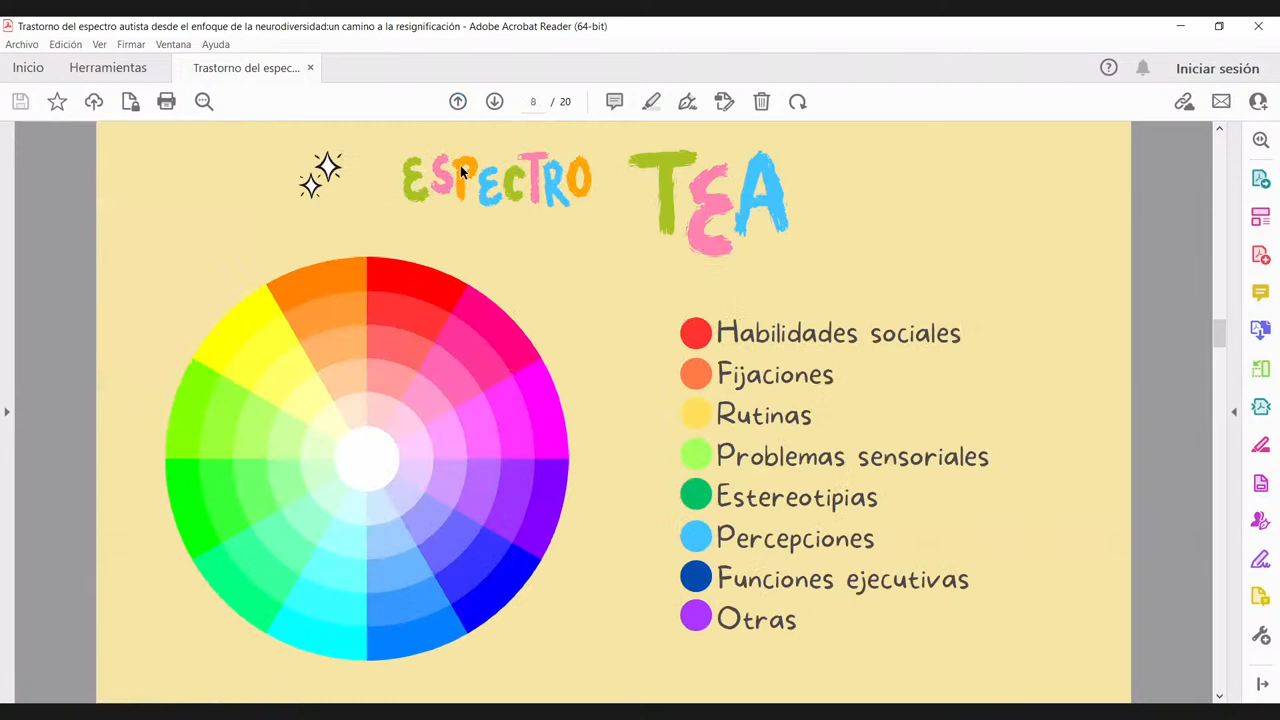 Trastorno del espectro autista desde el enfoque de la neurodiversidad:un camino a la resignificación - Adobe Acrobat Reader (64-bit)
Archivo Edición Ver Firmar Ventana Ayuda
Inicio Herramientas Trastorno del espec... × Iniciar sesión
8 / 20
ESPECTRO TEA
Habilidades sociales
Fijaciones
Rutinas
Problemas sensoriales
Estereotipias
Percepciones
Funciones ejecutivas
Otras